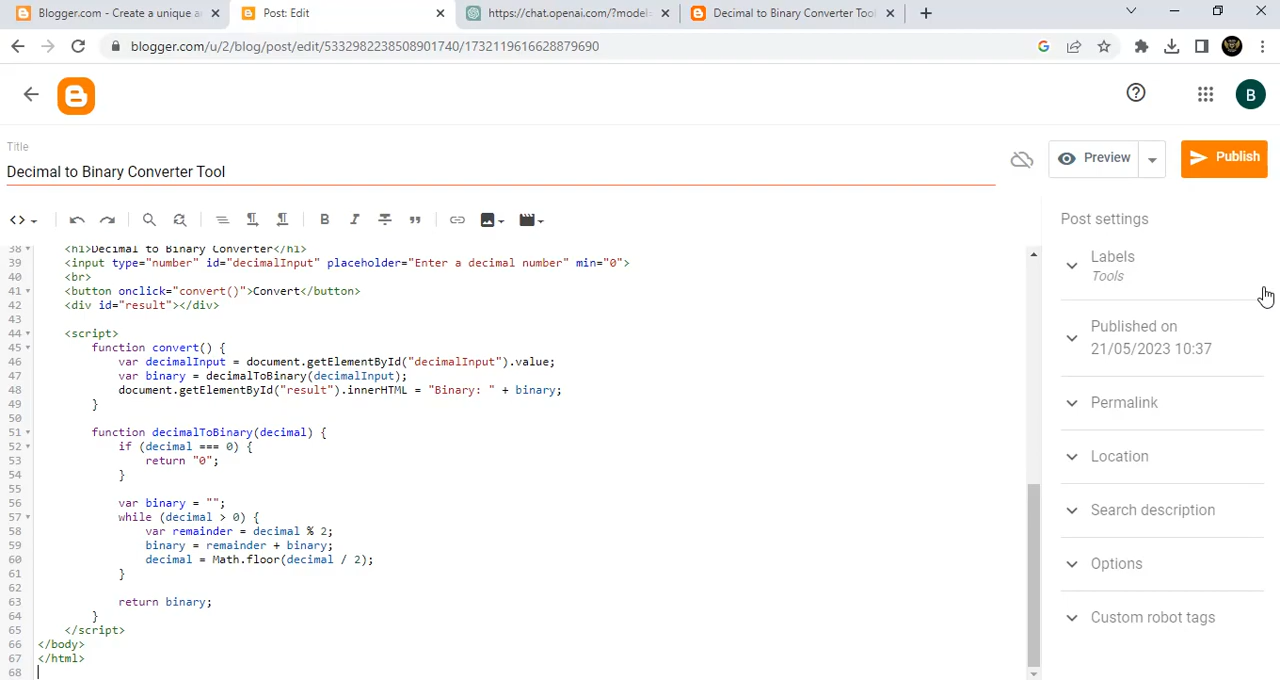 Blogger.com - Create a unique a
Post: Edit
https://chat.openai.com/?model=
Decimal to Binary Converter Tool
blogger.com/u/2/blog/post/edit/5332982238508901740/1732119616628879690
B
Title
Decimal to Binary Converter Tool
Preview
Publish
38 <h1>Decimal to Binary Converter</h1>
39 <input type="number" id="decimalInput" placeholder="Enter a decimal number" min="0">
40 <br>
41 <button onclick="convert()">Convert</button>
42 <div id="result"></div>
43
44 <script>
45 function convert() {
46 var decimalInput = document.getElementById("decimalInput").value;
47 var binary = decimalToBinary(decimalInput);
48 document.getElementById("result").innerHTML = "Binary: " + binary;
49 }
50
51 function decimalToBinary(decimal) {
52 if (decimal === 0) {
53 return "0";
54 }
55
56 var binary = "";
57 while (decimal > 0) {
58 var remainder = decimal % 2;
59 binary = remainder + binary;
60 decimal = Math.floor(decimal / 2);
61 }
62
63 return binary;
64 }
65 </script>
66 </body>
67 </html>
68
Post settings
Labels
Tools
Published on
21/05/2023 10:37
Permalink
Location
Search description
Options
Custom robot tags